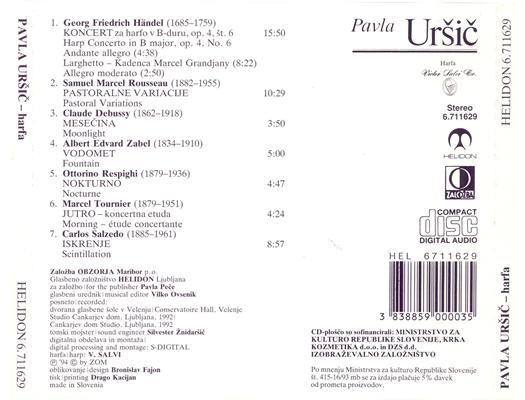 PAVLA URŠIČ – harfa
HELIDON 6.711629
1. Georg Friedrich Händel (1685–1759)
KONCERT za harfo v B-duru, op. 4, št. 6 15:50
Harp Concerto in B major, op. 4, No. 6
Andante allegro (4:38)
Larghetto – Kadenca Marcel Grandjany (8:22)
Allegro moderato (2:50)
2. Samuel Marcel Rousseau (1882–1955)
PASTORALNE VARIACIJE 10:29
Pastoral Variations
3. Claude Debussy (1862–1918)
MESEČINA 3:50
Moonlight
4. Albert Edvard Zabel (1834–1910)
VODOMET 5:00
Fountain
5. Ottorino Respighi (1879–1936)
NOKTURNO 4:47
Nocturne
6. Marcel Tournier (1879–1951)
JUTRO – koncertna etuda 4:24
Morning – étude concertante
7. Carlos Salzedo (1885–1961)
ISKRENJE 8:57
Scintillation
Založba OBZORJA Maribor p.o.
Glasbeno založništvo HELIDON Ljubljana
za založbo|for the publisher Pavla Peče
glasbeni urednik|musical editor Vilko Ovsenik
posneto|recorded:
dvorana glasbene šole v Velenju|Conservatoire Hall, Velenje
Studio Cankarjev dom, Ljubljana, 1992|
Cankarjev dom Studio, Ljubljana, 1992
tonski mojster|sound engineer Silvester Žnidaršič
digitalna obdelava in montaža|
digital processing and montage: S-DIGITAL
harfa|harp: V. SALVI
℗ '94 © by ZOM
oblikovanje|design Bronislav Fajon
tisk|printing Drago Kacijan
made in Slovenia
Pavla
Uršič
Harfa
Victor Salvi Co.
Stereo
6.711629
HELIDON
ZALOŽBA
COMPACT
disc
DIGITAL AUDIO
HEL 6711629
3 838859 000035
CD-ploščo so sofinancirali: MINISTRSTVO ZA
KULTURO REPUBLIKE SLOVENIJE, KRKA
KOZMETIKA d.o.o. in DZS d.d.
IZOBRAŽEVALNO ZALOŽNIŠTVO
Po mnenju Ministrstva za kulturo Republike Slovenije
št. 415-16/93 mb se za izdajo plačuje 5% davek
od prometa proizvodov.
HELIDON 6.711629
PAVLA URŠIČ – harfa